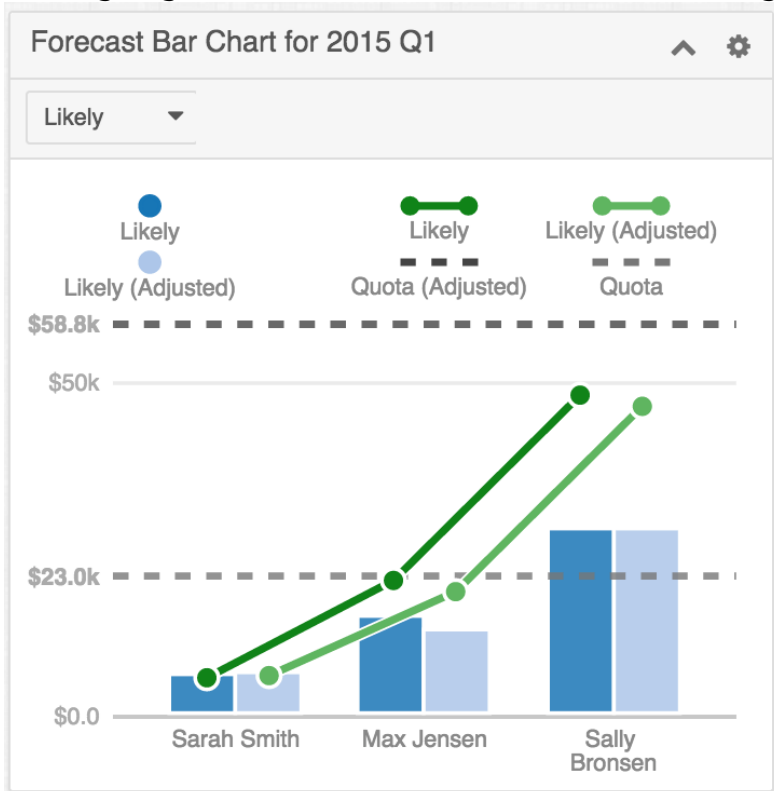 Forecast Bar Chart for 2015 Q1
Likely
Likely Likely Likely (Adjusted)
Likely (Adjusted) Quota (Adjusted) Quota
$58.8k
$50k
$23.0k
$0.0
Sarah Smith Max Jensen Sally
Bronsen